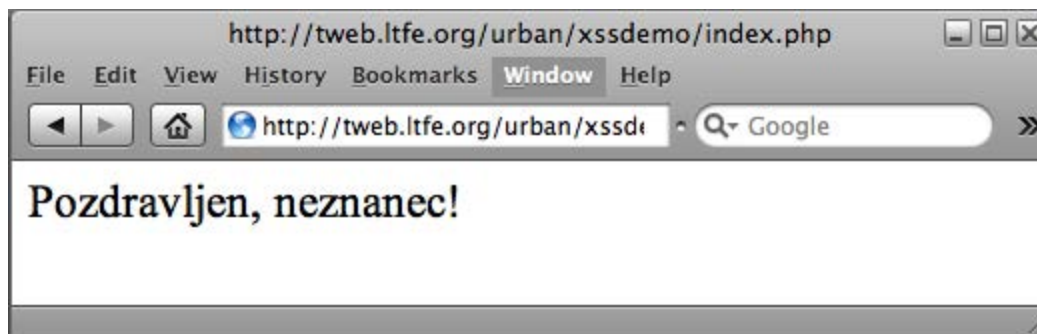 http://tweb.ltfe.org/urban/xssdemo/index.php
File Edit View History Bookmarks Window Help
http://tweb.ltfe.org/urban/xssde Google
Pozdravljen, neznanec!